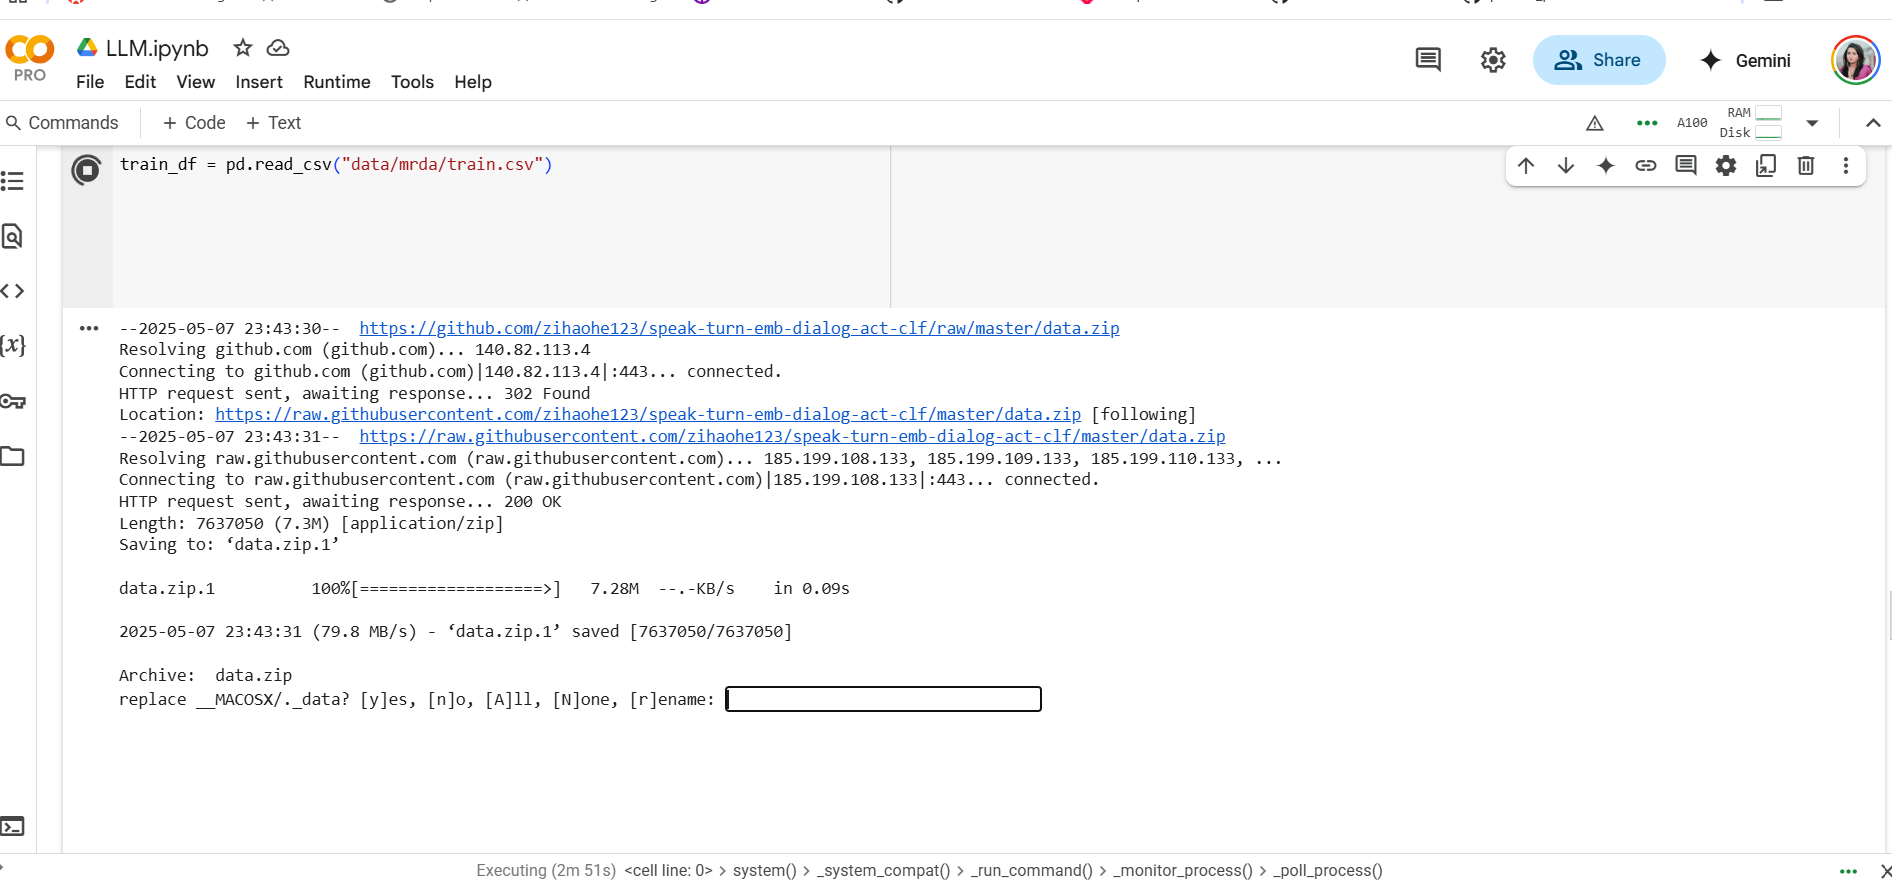 LLM.ipynb
PRO
File Edit View Insert Runtime Tools Help
Share
Gemini
Commands
+ Code + Text
A100
RAM
Disk
train_df = pd.read_csv("data/mrda/train.csv")
--2025-05-07 23:43:30-- https://github.com/zihaohe123/speak-turn-emb-dialog-act-clf/raw/master/data.zip
Resolving github.com (github.com)... 140.82.113.4
Connecting to github.com (github.com)|140.82.113.4|:443... connected.
HTTP request sent, awaiting response... 302 Found
Location: https://raw.githubusercontent.com/zihaohe123/speak-turn-emb-dialog-act-clf/master/data.zip [following]
--2025-05-07 23:43:31-- https://raw.githubusercontent.com/zihaohe123/speak-turn-emb-dialog-act-clf/master/data.zip
Resolving raw.githubusercontent.com (raw.githubusercontent.com)... 185.199.108.133, 185.199.109.133, 185.199.110.133, ...
Connecting to raw.githubusercontent.com (raw.githubusercontent.com)|185.199.108.133|:443... connected.
HTTP request sent, awaiting response... 200 OK
Length: 7637050 (7.3M) [application/zip]
Saving to: ‘data.zip.1’
data.zip.1 100%[===================>] 7.28M --.-KB/s in 0.09s
2025-05-07 23:43:31 (79.8 MB/s) - ‘data.zip.1’ saved [7637050/7637050]
Archive: data.zip
replace __MACOSX/._data? [y]es, [n]o, [A]ll, [N]one, [r]ename:
Executing (2m 51s) <cell line: 0> > system() > _system_compat() > _run_command() > _monitor_process() > _poll_process()